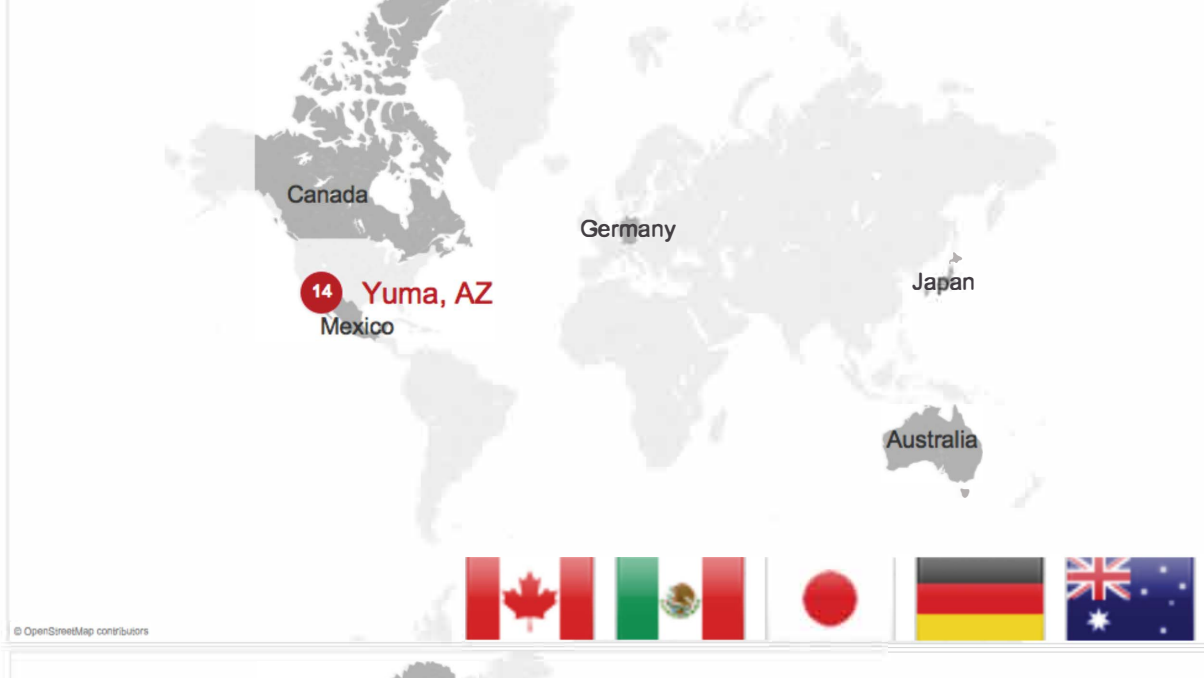 Canada
Germany
Japan
14
Yuma, AZ
Mexico
Australia
© OpenStreetMap contributors